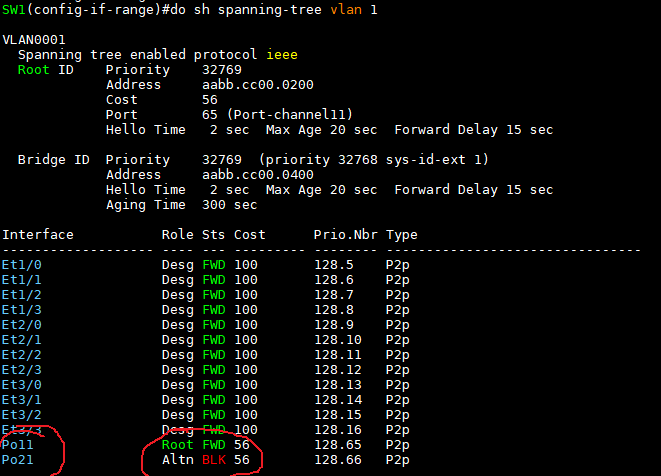 SW1(config-if-range)#do sh spanning-tree vlan 1
VLAN0001
Spanning tree enabled protocol ieee
Root ID Priority 32769
Address aabb.cc00.0200
Cost 56
Port 65 (Port-channel11)
Hello Time 2 sec Max Age 20 sec Forward Delay 15 sec
Bridge ID Priority 32769 (priority 32768 sys-id-ext 1)
Address aabb.cc00.0400
Hello Time 2 sec Max Age 20 sec Forward Delay 15 sec
Aging Time 300 sec
Interface Role Sts Cost Prio.Nbr Type
------------------- ---- --- --------- -------- --------------------------------
Et1/0 Desg FWD 100 128.5 P2p
Et1/1 Desg FWD 100 128.6 P2p
Et1/2 Desg FWD 100 128.7 P2p
Et1/3 Desg FWD 100 128.8 P2p
Et2/0 Desg FWD 100 128.9 P2p
Et2/1 Desg FWD 100 128.10 P2p
Et2/2 Desg FWD 100 128.11 P2p
Et2/3 Desg FWD 100 128.12 P2p
Et3/0 Desg FWD 100 128.13 P2p
Et3/1 Desg FWD 100 128.14 P2p
Et3/2 Desg FWD 100 128.15 P2p
Et3/3 Desg FWD 100 128.16 P2p
Po11 Root FWD 56 128.65 P2p
Po21 Altn BLK 56 128.66 P2p